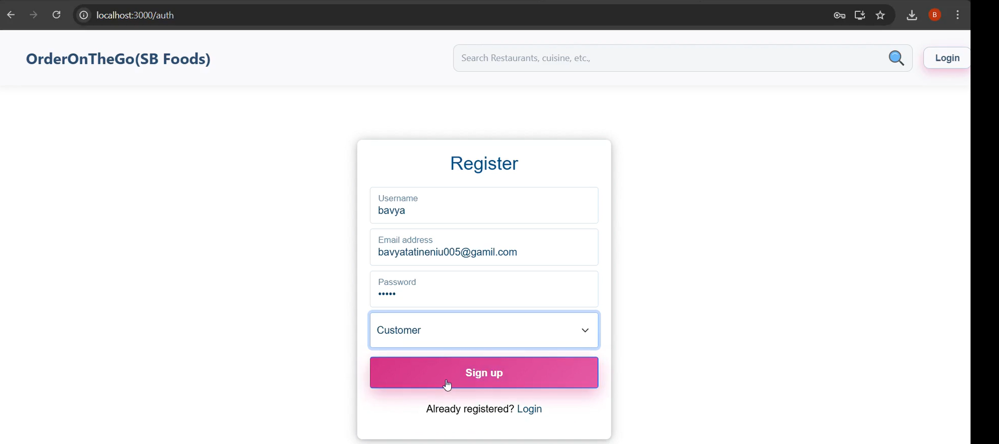 localhost:3000/auth
B
OrderOnTheGo(SB Foods)
Search Restaurants, cuisine, etc.,
Login
Register
Username
bavya
Email address
bavyatatineniu005@gamil.com
Password
•••••
Customer
Sign up
Already registered? Login